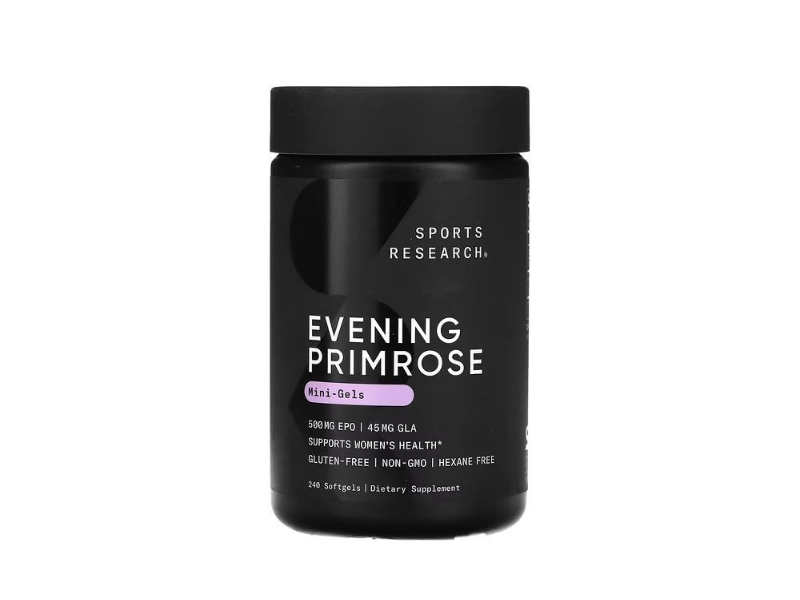 SPORTS
RESEARCH®
EVENING
PRIMROSE
Mini-Gels
500 MG EPO | 45 MG GLA
SUPPORTS WOMEN'S HEALTH*
GLUTEN-FREE | NON-GMO | HEXANE FREE
240 Softgels | Dietary Supplement